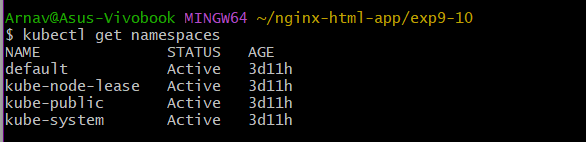 Arnav@Asus-Vivobook MINGW64 ~/nginx-html-app/exp9-10
$ kubectl get namespaces
NAME              STATUS   AGE
default           Active   3d11h
kube-node-lease   Active   3d11h
kube-public       Active   3d11h
kube-system       Active   3d11h